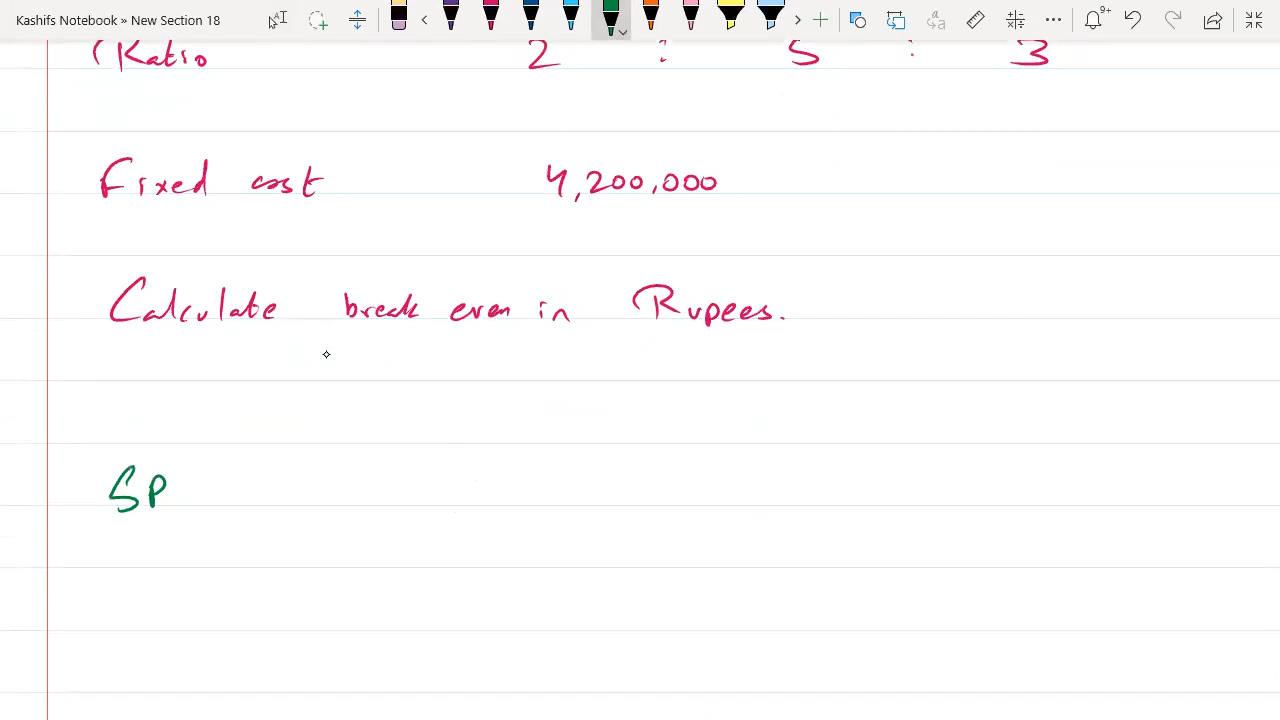 Kashifs Notebook » New Section 18
9+
(Ratio 2 : 5 : 3
Fixed cost 4,200,000
Calculate break even in Rupees.
SP